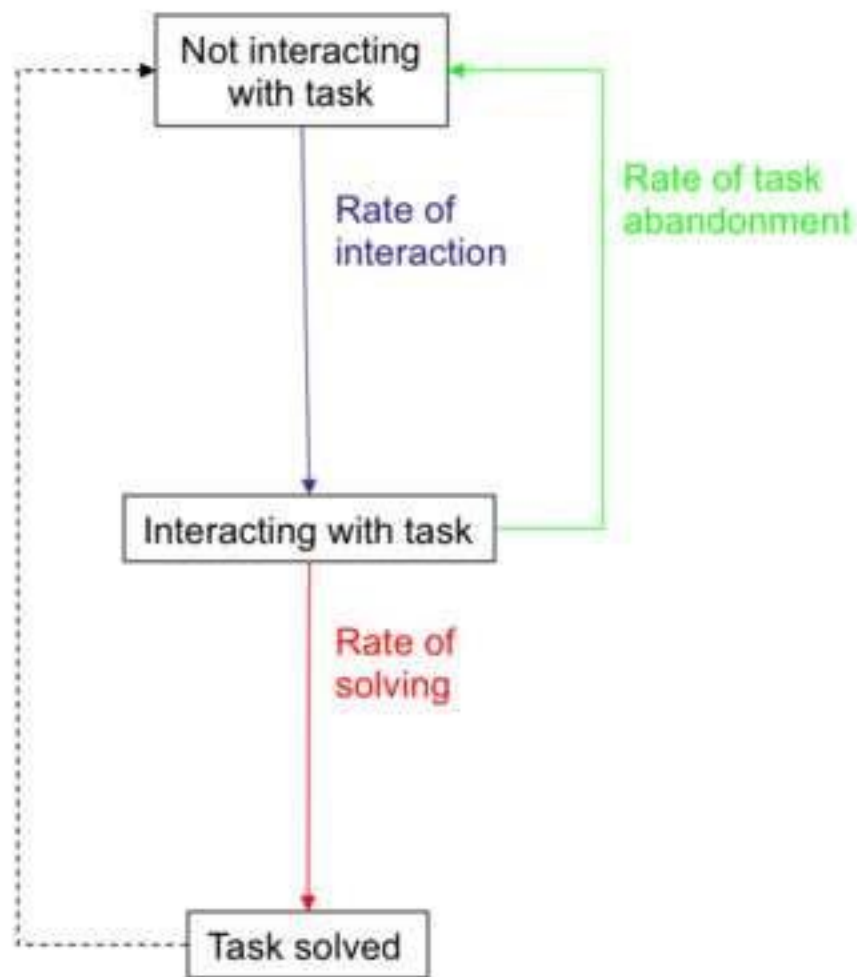 Not interacting
with task
Rate of
interaction
Rate of task
abandonment
Interacting with task
Rate of
solving
Task solved